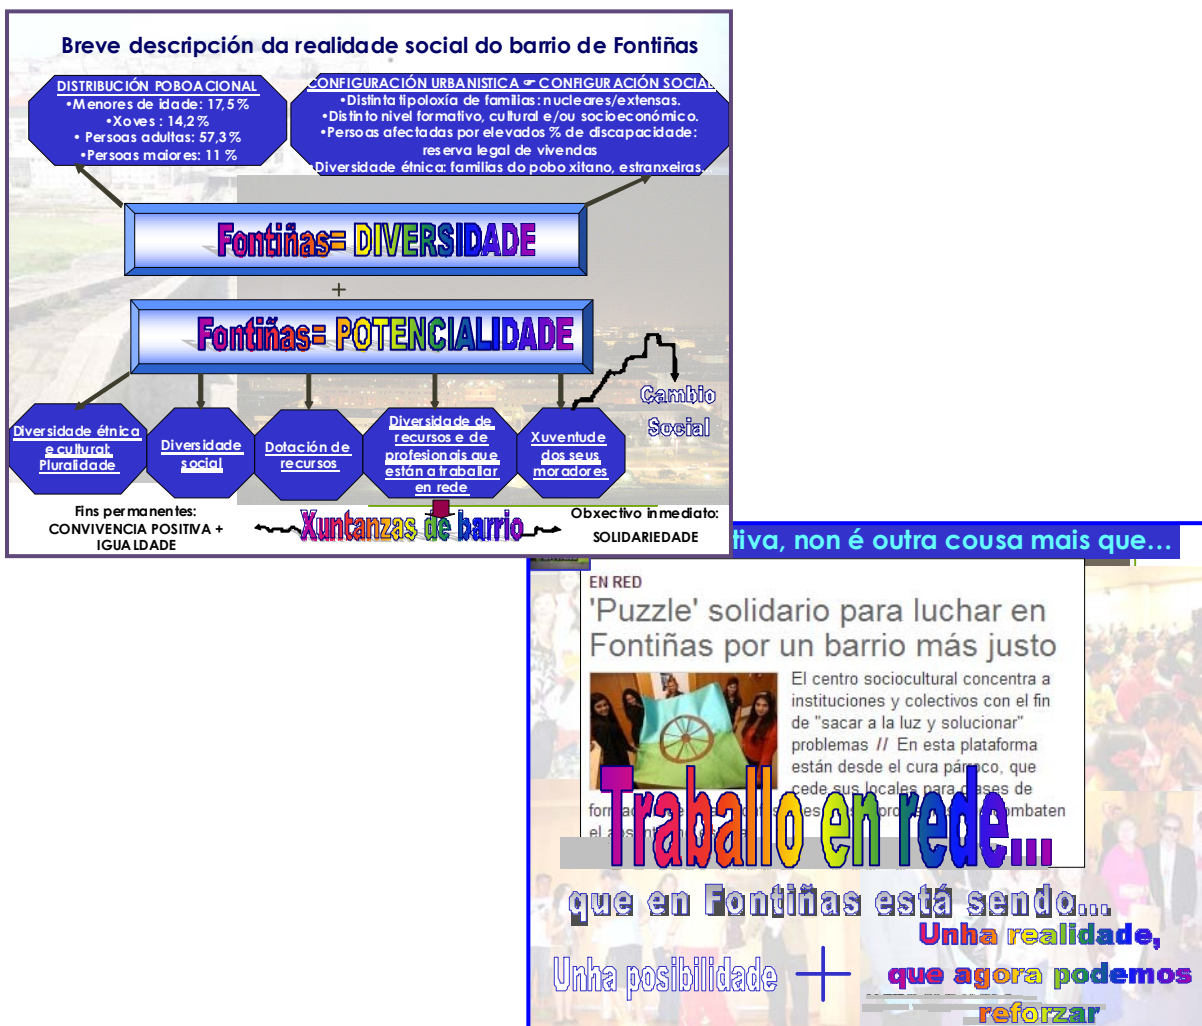 Breve descripción da realidade social do barrio de Fontiñas
DISTRIBUCIÓN POBOACIONAL
•Menores de idade: 17,5%
•Xoves : 14,2%
• Persoas adultas: 57,3%
•Persoas maiores: 11 %
CONFIGURACIÓN URBANISTICA ☞ CONFIGURACIÓN SOCIAL
•Distinta tipoloxía de familias: nucleares/extensas.
•Distinto nivel formativo, cultural e/ou socioeconómico.
•Persoas afectadas por elevados % de discapacidade:
reserva legal de vivendas
•Diversidade étnica: familias do pobo xitano, estranxeiras...
Fontiñas= DIVERSIDADE
+
Fontiñas= POTENCIALIDADE
Cambio
Social
Diversidade étnica
e cultural:
Pluralidade
Diversidade
social
Dotación de
recursos
Diversidade de
recursos e de
profesionais que
están a traballar
en rede
Xuventude
dos seus
moradores
Fins permanentes:
CONVIVENCIA POSITIVA +
IGUALDADE
Xuntanzas de barrio
Obxectivo inmediato:
SOLIDARIEDADE
tiva, non é outra cousa mais que...
EN RED
'Puzzle' solidario para luchar en
Fontiñas por un barrio más justo
El centro sociocultural concentra a
instituciones y colectivos con el fin
de "sacar a la luz y solucionar"
problemas // En esta plataforma
están desde el cura párroco, que
cede sus locales para clases de
combaten
el
Traballo en rede...
que en Fontiñas está sendo...
Unha posibilidade +
Unha realidade,
que agora podemos
reforzar